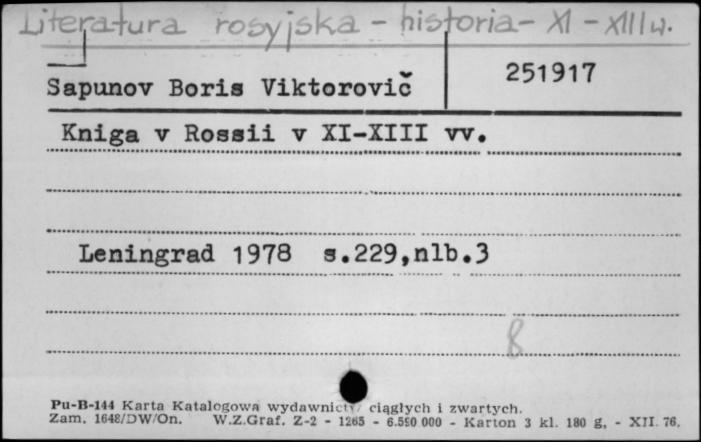 Literatura rosyjska - historia - XI - XIII w.
Sapunov Boris Viktorovič 251917
Kniga v Rossii v XI-XIII vv.
Leningrad 1978 s.229,nlb.3
8
Pu-B-144 Karta Katalogowa wydawnictw ciągłych i zwartych.
Zam. 1648/DW/On. W.Z.Graf. Z-2 - 1265 - 6.590 000 - Karton 3 kl. 180 g, - XII. 76.